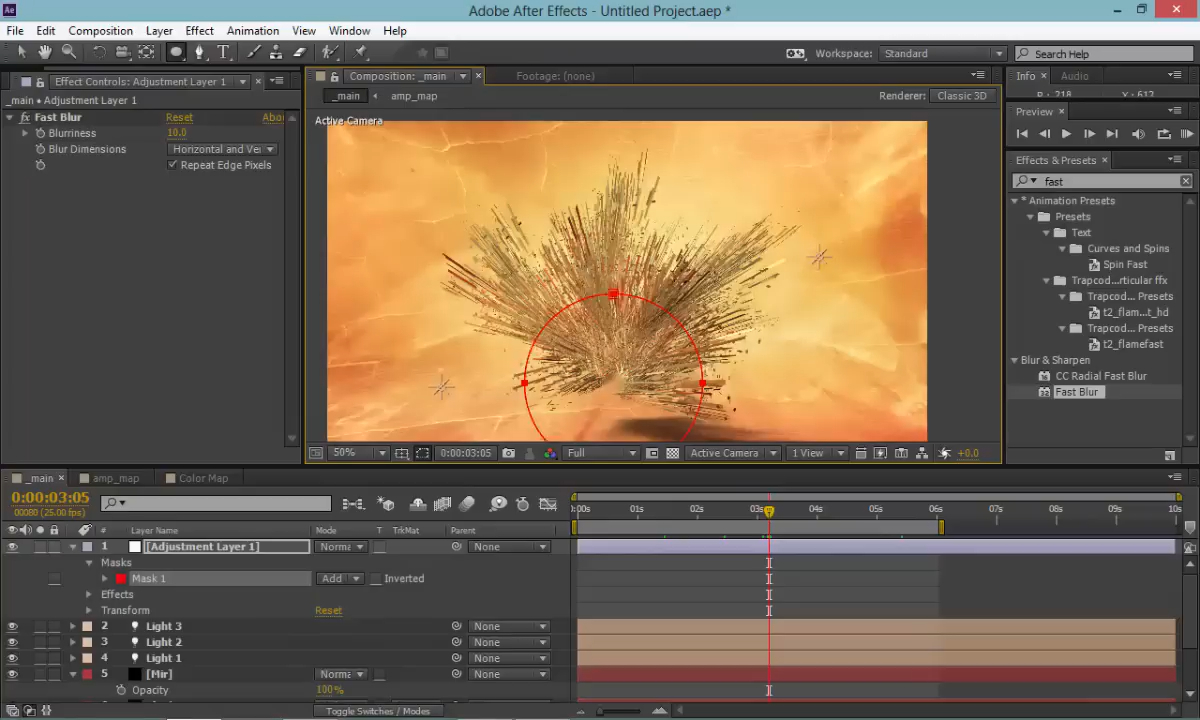 Ae
Adobe After Effects - Untitled Project.aep *
File Edit Composition Layer Effect Animation View Window Help
T
Workspace: Standard
Search Help
Effect Controls: Adjustment Layer 1
_main • Adjustment Layer 1
fx Fast Blur Reset Abou
Blurriness 10.0
Blur Dimensions Horizontal and Ver
Repeat Edge Pixels
Composition: _main
Footage: (none)
_main amp_map
Renderer: Classic 3D
Active Camera
50% 0:00:03:05 Full Active Camera 1 View +0.0
Info Audio
R: 218 Y: 612
Preview
Effects & Presets
fast
* Animation Presets
Presets
Text
Curves and Spins
Spin Fast
Trapcod...rticular ffx
Trapcod... Presets
t2_flam...t_hd
Trapcod... Presets
t2_flamefast
Blur & Sharpen
CC Radial Fast Blur
Fast Blur
_main amp_map Color Map
0:00:03:05
00080 (25.00 fps)
# Layer Name Mode T TrkMat Parent
:00s 01s 02s 03s 04s 05s 06s 07s 08s 09s 10s
1 [Adjustment Layer 1] Norma None
Masks
Mask 1 Add Inverted
Effects
Transform Reset
2 Light 3 None
3 Light 2 None
4 Light 1 None
5 [Mir] Norma None
Opacity 100%
Toggle Switches / Modes